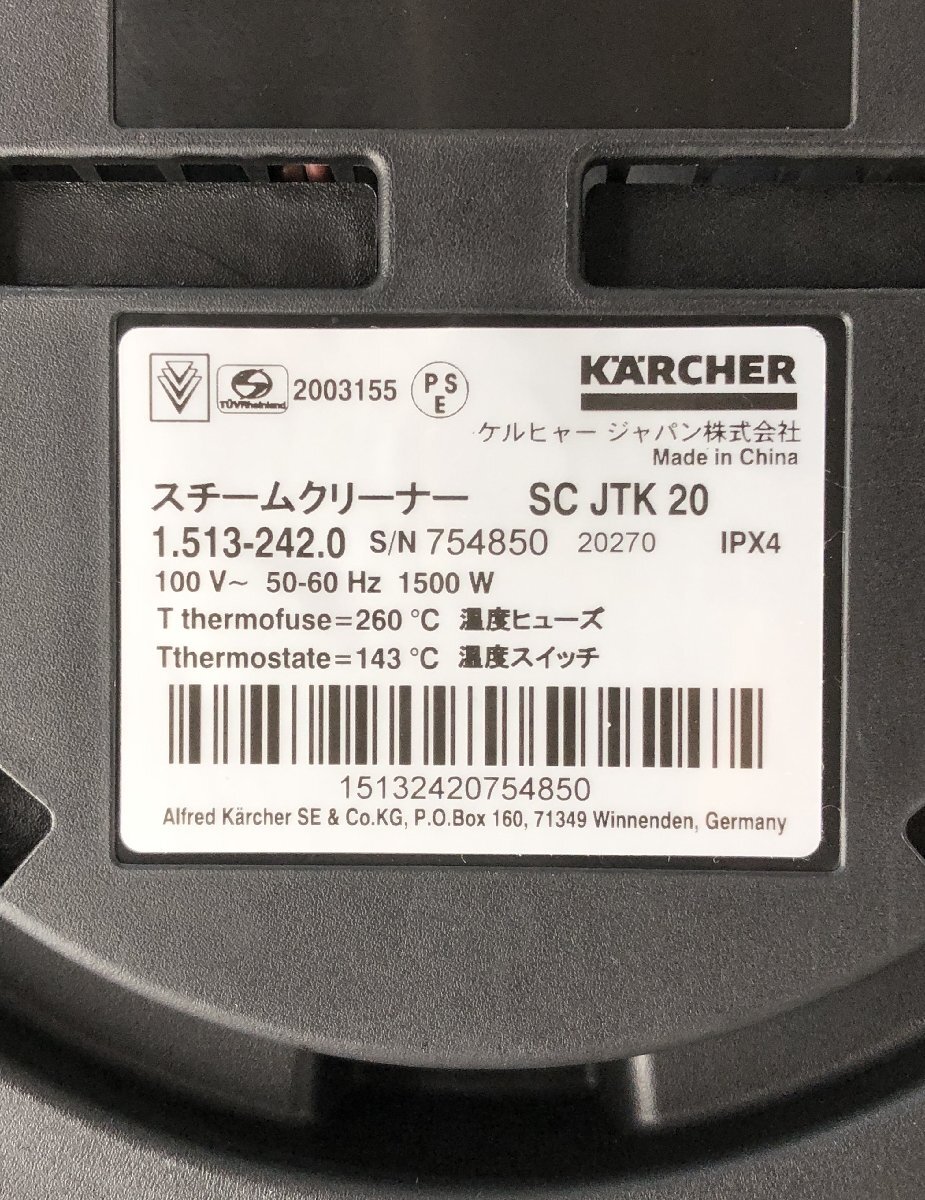 TÜVRheinland 2003155 PSE KÄRCHER
ケルヒャー ジャパン株式会社
Made in China
スチームクリーナー SC JTK 20
1.513-242.0 S/N 754850 20270 IPX4
100 V~ 50-60 Hz 1500 W
T thermofuse=260 °C 温度ヒューズ
Tthermostate=143 °C 温度スイッチ
15132420754850
Alfred Kärcher SE & Co.KG, P.O.Box 160, 71349 Winnenden, Germany